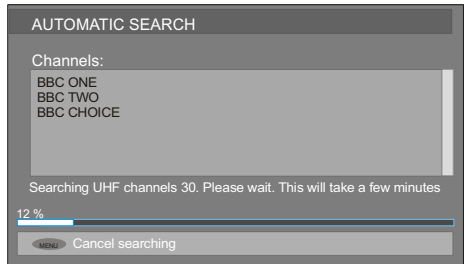 AUTOMATIC SEARCH
Channels:
BBC ONE
BBC TWO
BBC CHOICE
Searching UHF channels 30. Please wait. This will take a few minutes
12 %
MENU Cancel searching